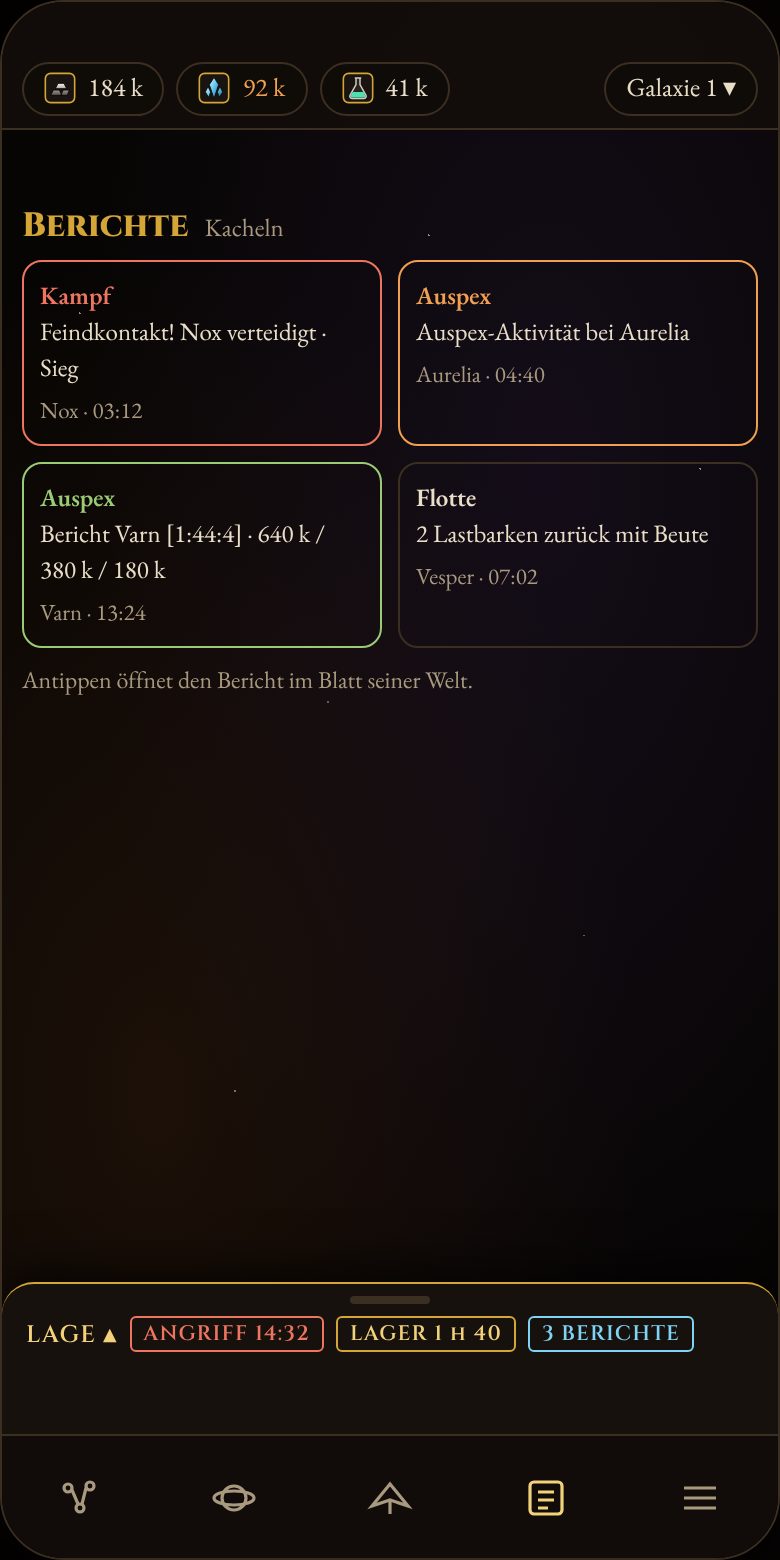 184 k 92 k 41 k Galaxie 1 ▼
BERICHTE Kacheln
Kampf
Feindkontakt! Nox verteidigt ·
Sieg
Nox · 03:12
Auspex
Auspex-Aktivität bei Aurelia
Aurelia · 04:40
Auspex
Bericht Varn [1:44:4] · 640 k /
380 k / 180 k
Varn · 13:24
Flotte
2 Lastbarken zurück mit Beute
Vesper · 07:02
Antippen öffnet den Bericht im Blatt seiner Welt.
LAGE ▲ ANGRIFF 14:32 LAGER 1 H 40 3 BERICHTE